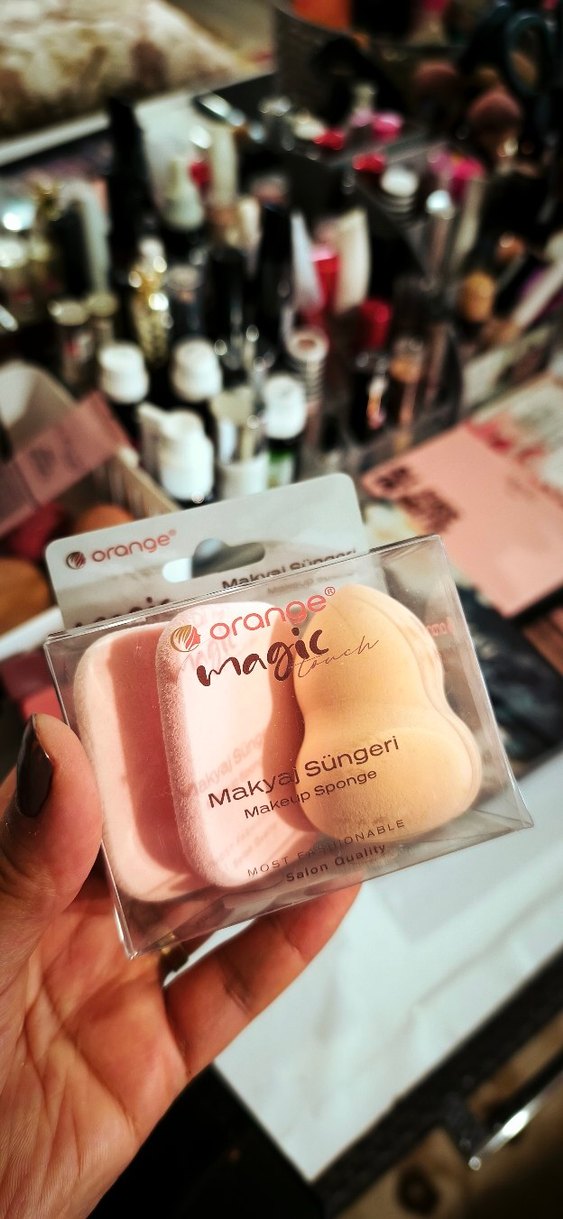 orange®
Makyaj Süngeri
orange®
magic
touch
Makyaj Süngeri
Makeup Sponge
MOST FASHIONABLE
Salon Quality